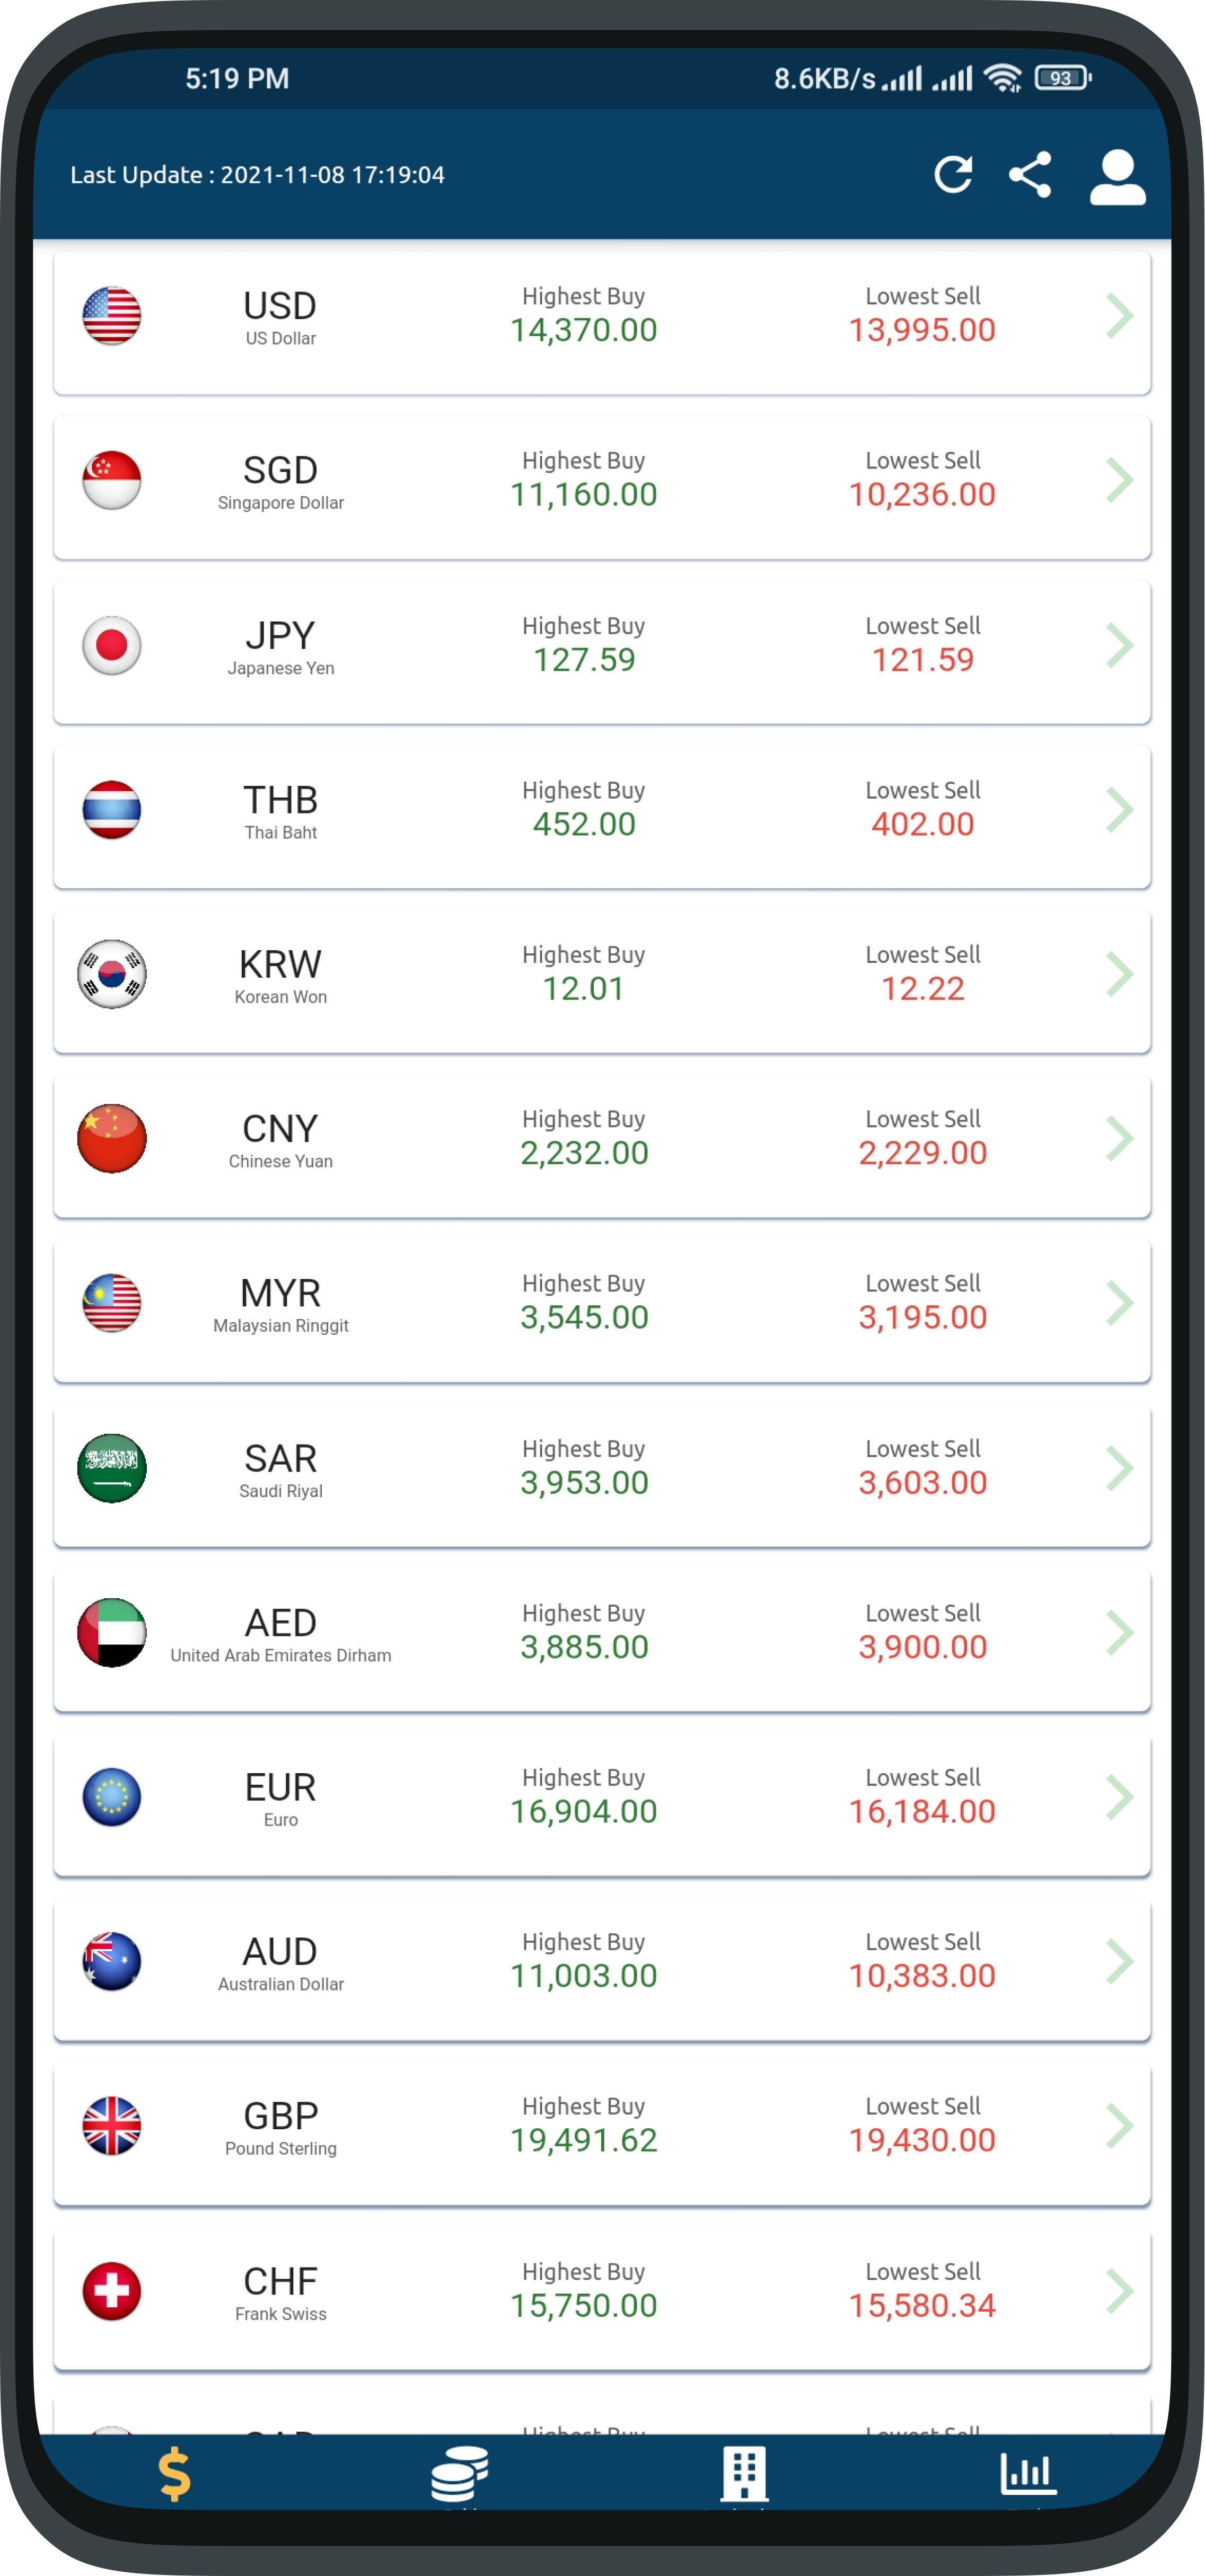 5:19 PM 8.6KB/s 93
Last Update : 2021-11-08 17:19:04
USD Highest Buy Lowest Sell
US Dollar 14,370.00 13,995.00
SGD Highest Buy Lowest Sell
Singapore Dollar 11,160.00 10,236.00
JPY Highest Buy Lowest Sell
Japanese Yen 127.59 121.59
THB Highest Buy Lowest Sell
Thai Baht 452.00 402.00
KRW Highest Buy Lowest Sell
Korean Won 12.01 12.22
CNY Highest Buy Lowest Sell
Chinese Yuan 2,232.00 2,229.00
MYR Highest Buy Lowest Sell
Malaysian Ringgit 3,545.00 3,195.00
SAR Highest Buy Lowest Sell
Saudi Riyal 3,953.00 3,603.00
AED Highest Buy Lowest Sell
United Arab Emirates Dirham 3,885.00 3,900.00
EUR Highest Buy Lowest Sell
Euro 16,904.00 16,184.00
AUD Highest Buy Lowest Sell
Australian Dollar 11,003.00 10,383.00
GBP Highest Buy Lowest Sell
Pound Sterling 19,491.62 19,430.00
CHF Highest Buy Lowest Sell
Frank Swiss 15,750.00 15,580.34